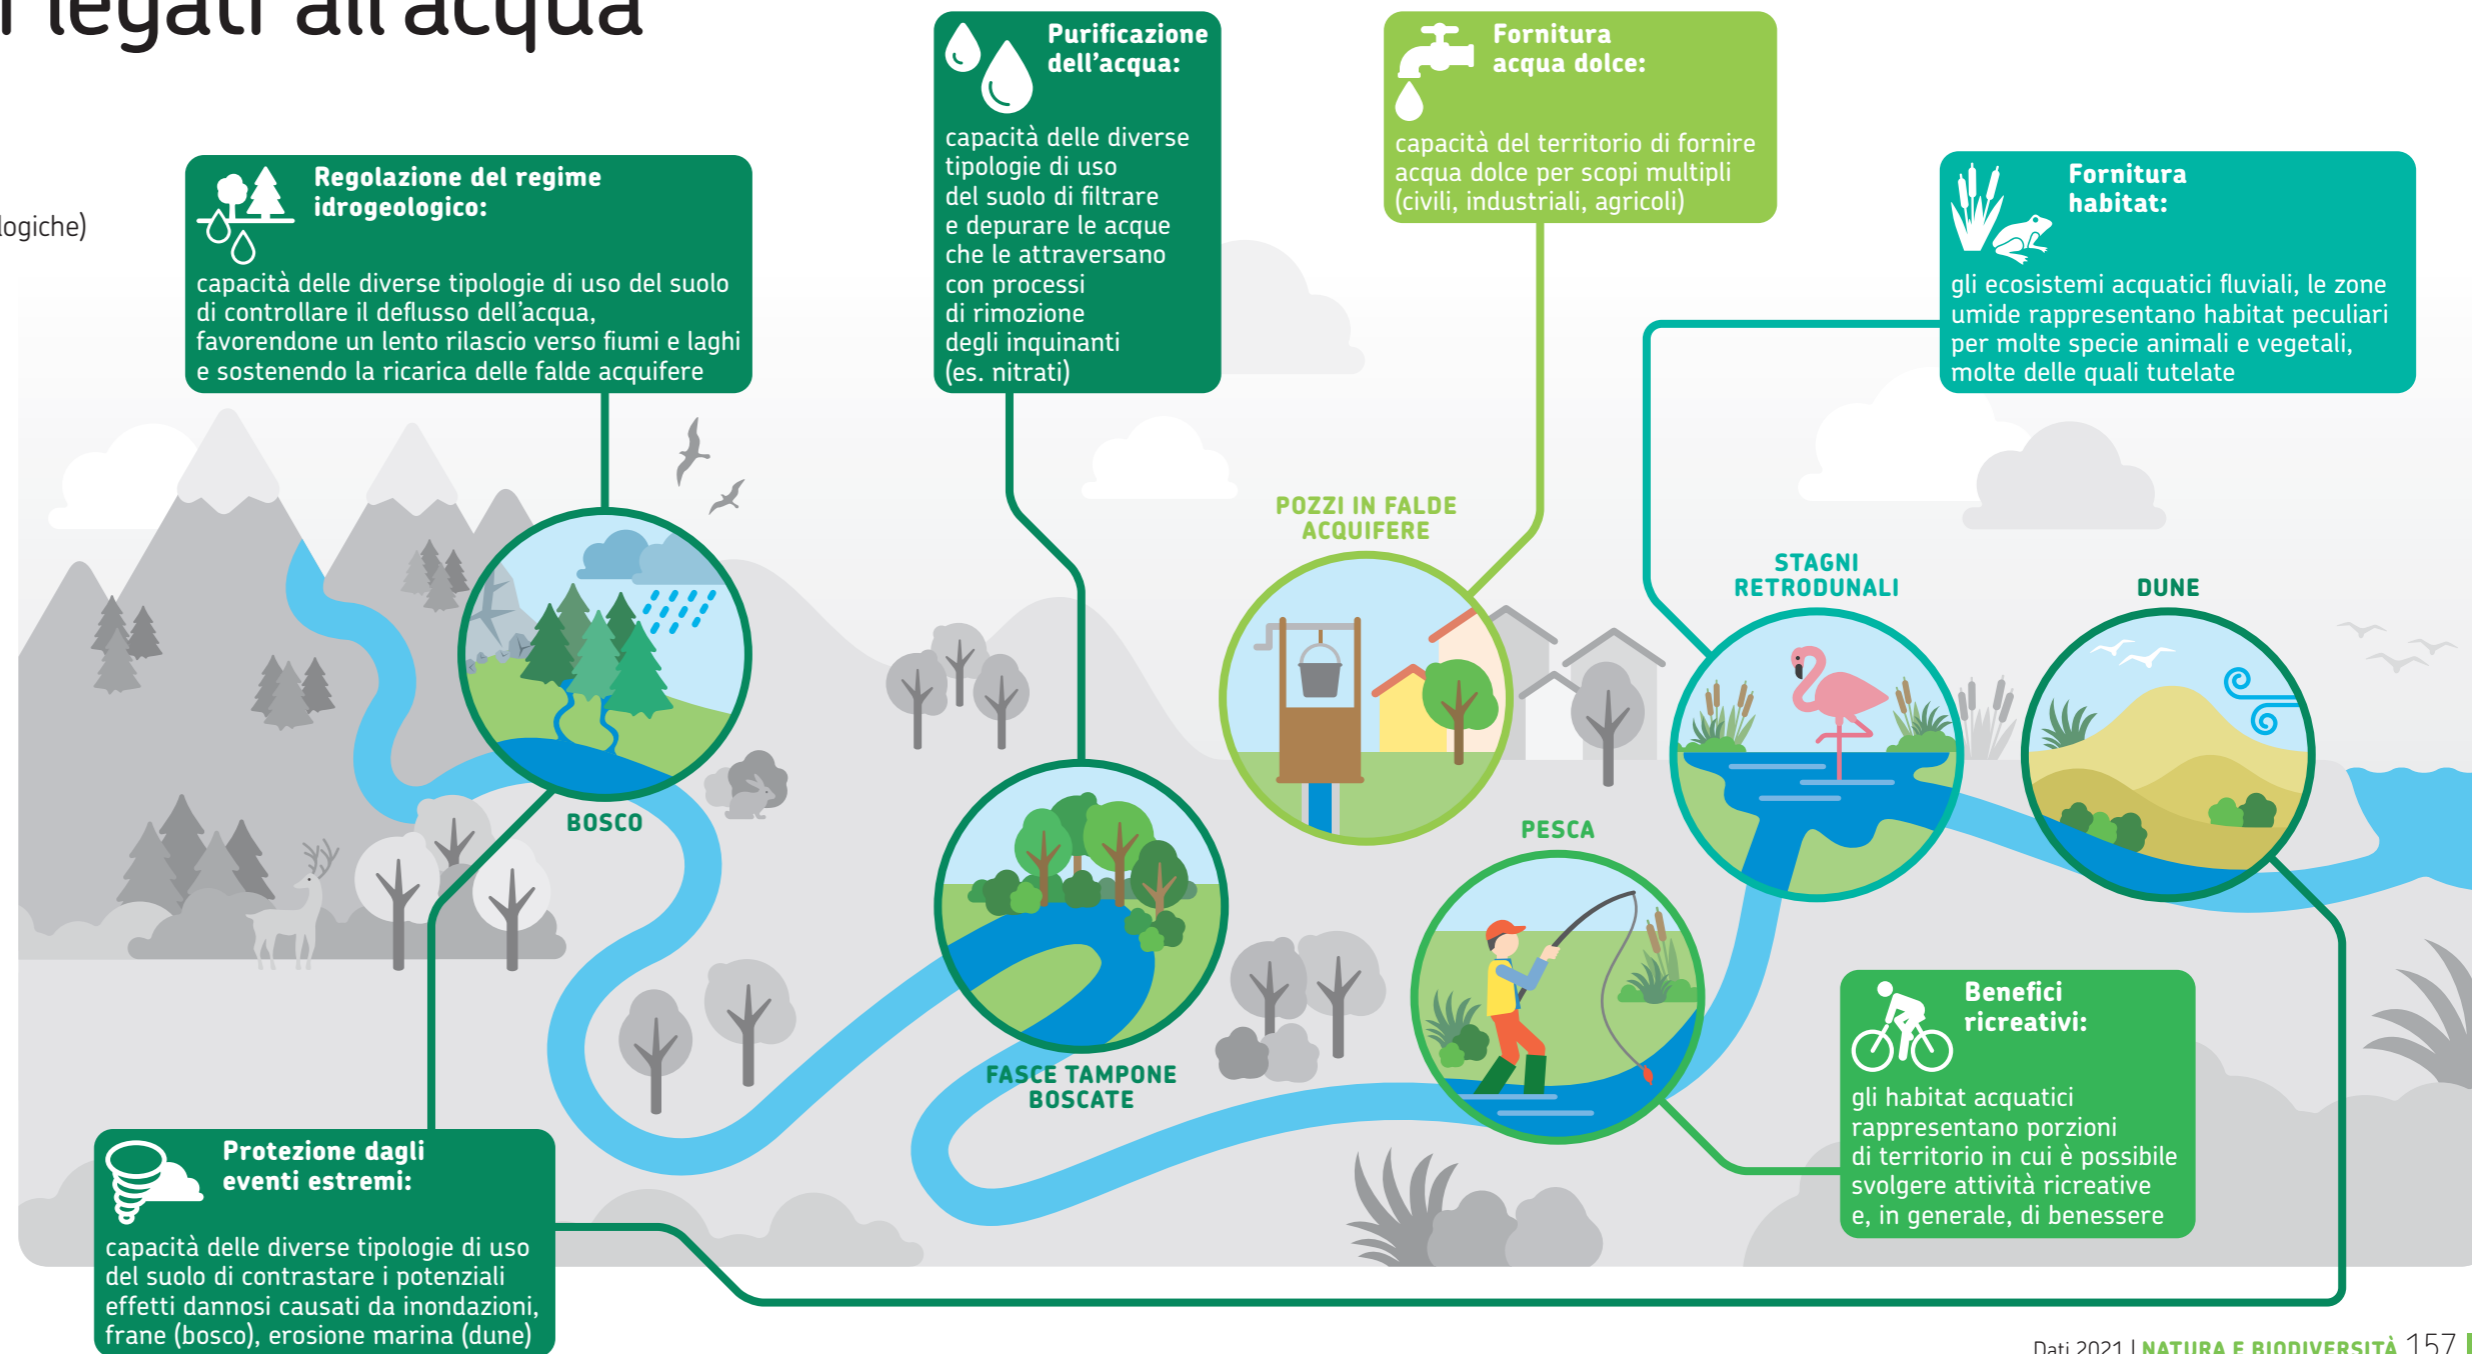 legati all'acqua
logiche)
Regolazione del regime
idrogeologico:
capacità delle diverse tipologie di uso del suolo
di controllare il deflusso dell'acqua,
favorendone un lento rilascio verso fiumi e laghi
e sostenendo la ricarica delle falde acquifere
Purificazione
dell'acqua:
capacità delle diverse
tipologie di uso
del suolo di filtrare
e depurare le acque
che le attraversano
con processi
di rimozione
degli inquinanti
(es. nitrati)
Fornitura
acqua dolce:
capacità del territorio di fornire
acqua dolce per scopi multipli
(civili, industriali, agricoli)
Fornitura
habitat:
gli ecosistemi acquatici fluviali, le zone
umide rappresentano habitat peculiari
per molte specie animali e vegetali,
molte delle quali tutelate
BOSCO
FASCE TAMPONE
BOSCATE
POZZI IN FALDE
ACQUIFERE
PESCA
STAGNI
RETRODUNALI
DUNE
Protezione dagli
eventi estremi:
capacità delle diverse tipologie di uso
del suolo di contrastare i potenziali
effetti dannosi causati da inondazioni,
frane (bosco), erosione marina (dune)
Benefici
ricreativi:
gli habitat acquatici
rappresentano porzioni
di territorio in cui è possibile
svolgere attività ricreative
e, in generale, di benessere
Dati 2021 | NATURA E BIODIVERSITÀ 157